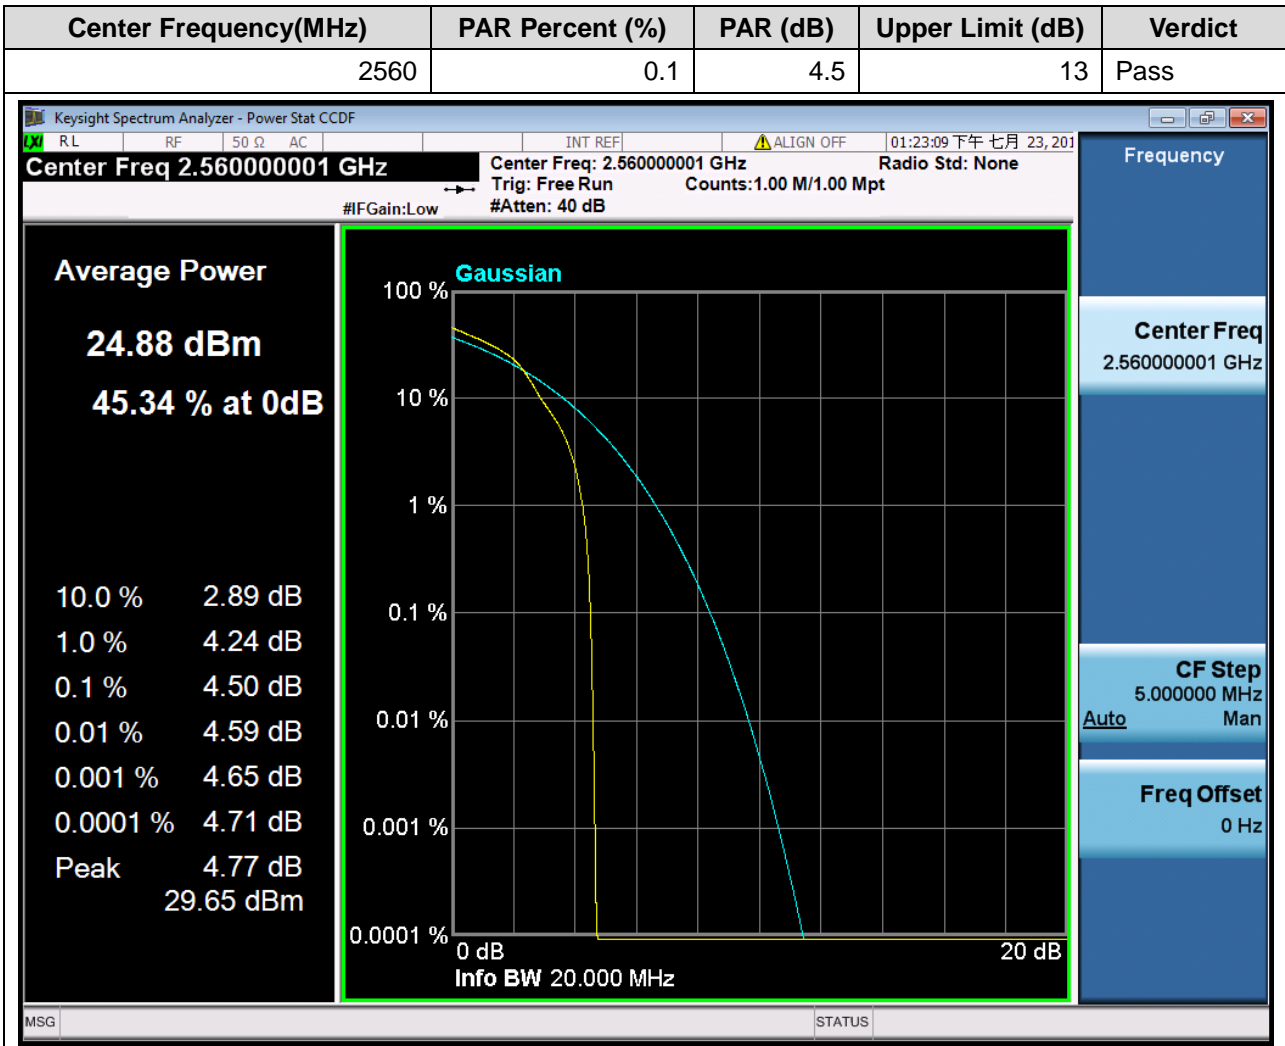 Center Frequency(MHz) PAR Percent (%) PAR (dB) Upper Limit (dB) Verdict
2560 0.1 4.5 13 Pass
Keysight Spectrum Analyzer - Power Stat CCDF
LXI RL RF 50 Ω AC INT REF ALIGN OFF 01:23:09 下午 七月 23, 201
Center Freq 2.560000001 GHz
Center Freq: 2.560000001 GHz Radio Std: None
Trig: Free Run Counts:1.00 M/1.00 Mpt
#IFGain:Low #Atten: 40 dB
Frequency
Average Power
24.88 dBm
45.34 % at 0dB
10.0 % 2.89 dB
1.0 % 4.24 dB
0.1 % 4.50 dB
0.01 % 4.59 dB
0.001 % 4.65 dB
0.0001 % 4.71 dB
Peak 4.77 dB
29.65 dBm
Gaussian
100 %
10 %
1 %
0.1 %
0.01 %
0.001 %
0.0001 %
0 dB 20 dB
Info BW 20.000 MHz
Center Freq
2.560000001 GHz
CF Step
5.000000 MHz
Auto Man
Freq Offset
0 Hz
MSG STATUS